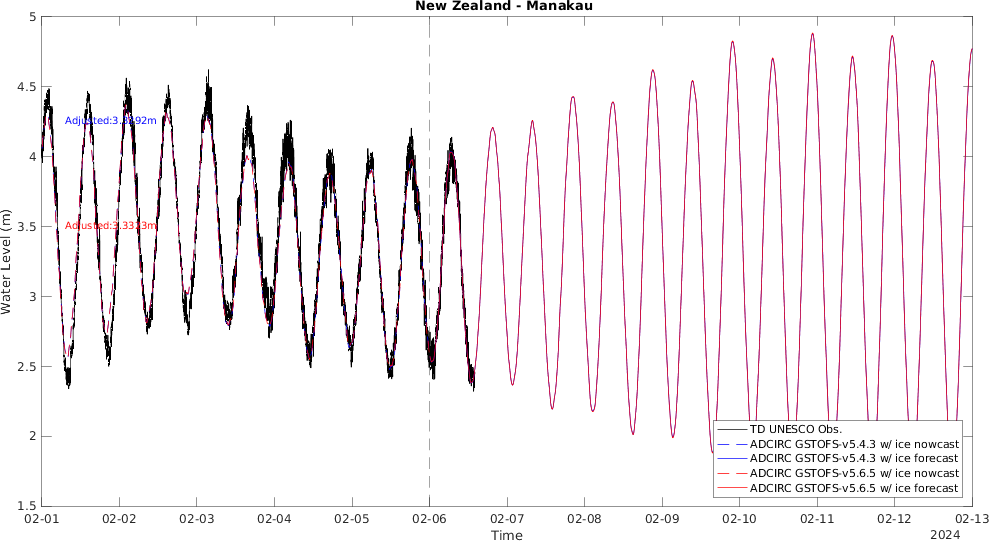 New Zealand - Manakau
5
4.5
4
3.5
3
2.5
2
1.5
Water Level (m)
Adjusted:3.3323m
TD UNESCO Obs.
ADCIRC GSTOFS-v5.4.3 w/ ice nowcast
ADCIRC GSTOFS-v5.4.3 w/ ice forecast
ADCIRC GSTOFS-v5.6.5 w/ ice nowcast
ADCIRC GSTOFS-v5.6.5 w/ ice forecast
02-01 02-02 02-03 02-04 02-05 02-06 02-07 02-08 02-09 02-10 02-11 02-12 02-13
Time
2024